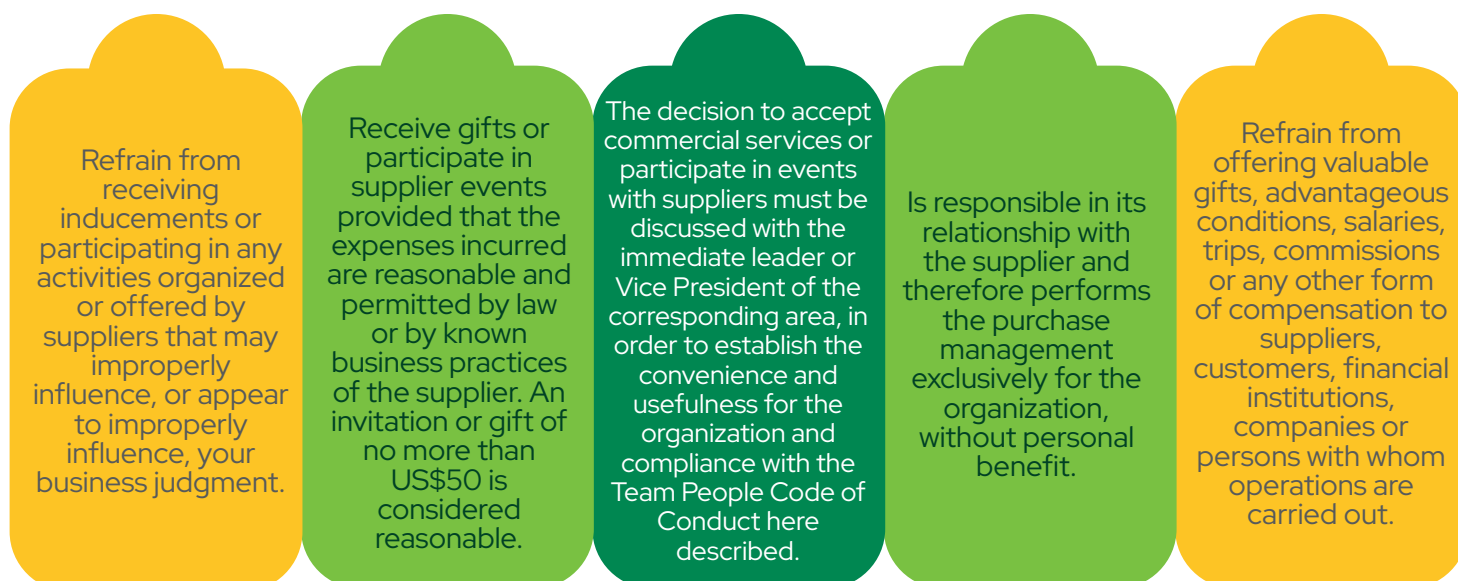 Refrain from
receiving
inducements or
participating in any
activities organized
or offered by
suppliers that may
improperly
influence, or appear
to improperly
influence, your
business judgment.
Receive gifts or
participate in
supplier events
provided that the
expenses incurred
are reasonable and
permitted by law
or by known
business practices
of the supplier. An
invitation or gift of
no more than
US$50 is
considered
reasonable.
The decision to accept
commercial services or
participate in events
with suppliers must be
discussed with the
immediate leader or
Vice President of the
corresponding area, in
order to establish the
convenience and
usefulness for the
organization and
compliance with the
Team People Code of
Conduct here
described.
Is responsible in its
relationship with
the supplier and
therefore performs
the purchase
management
exclusively for the
organization,
without personal
benefit.
Refrain from
offering valuable
gifts, advantageous
conditions, salaries,
trips, commissions
or any other form
of compensation to
suppliers,
customers, financial
institutions,
companies or
persons with whom
operations are
carried out.